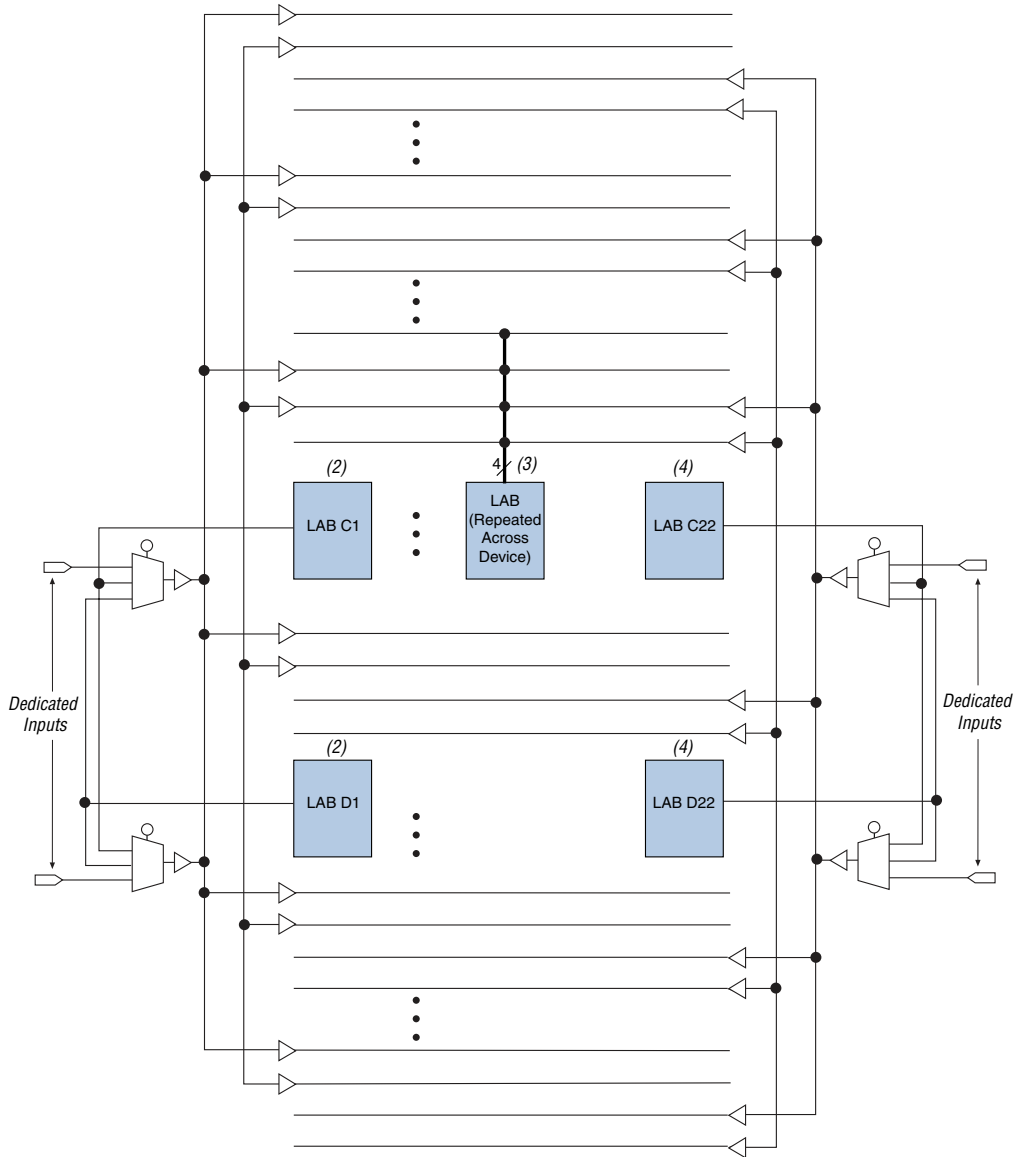 (2)
4
(3)
(4)
LAB C1
LAB
(Repeated
Across
Device)
LAB C22
Dedicated
Inputs
Dedicated
Inputs
(2)
(4)
LAB D1
LAB D22